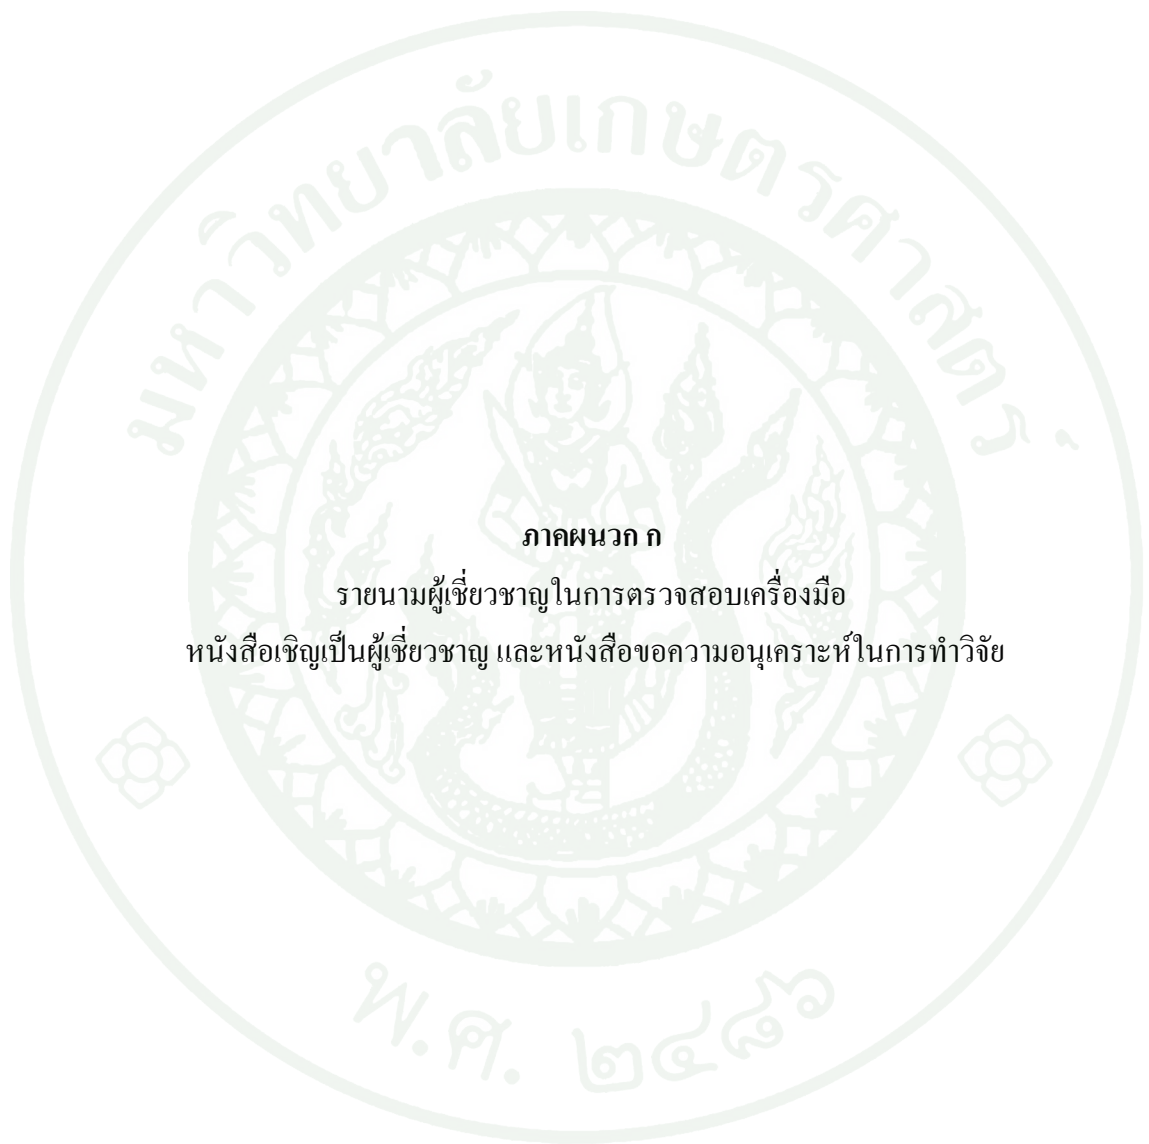 มหาวิทยาลัยเกษตรศาสตร์
ภาคผนวก ก
รายนามผู้เชี่ยวชาญในการตรวจสอบเครื่องมือ
หนังสือเชิญเป็นผู้เชี่ยวชาญ และหนังสือขอความอนุเคราะห์ในการทำวิจัย
พ.ศ. ๒๔๘๖